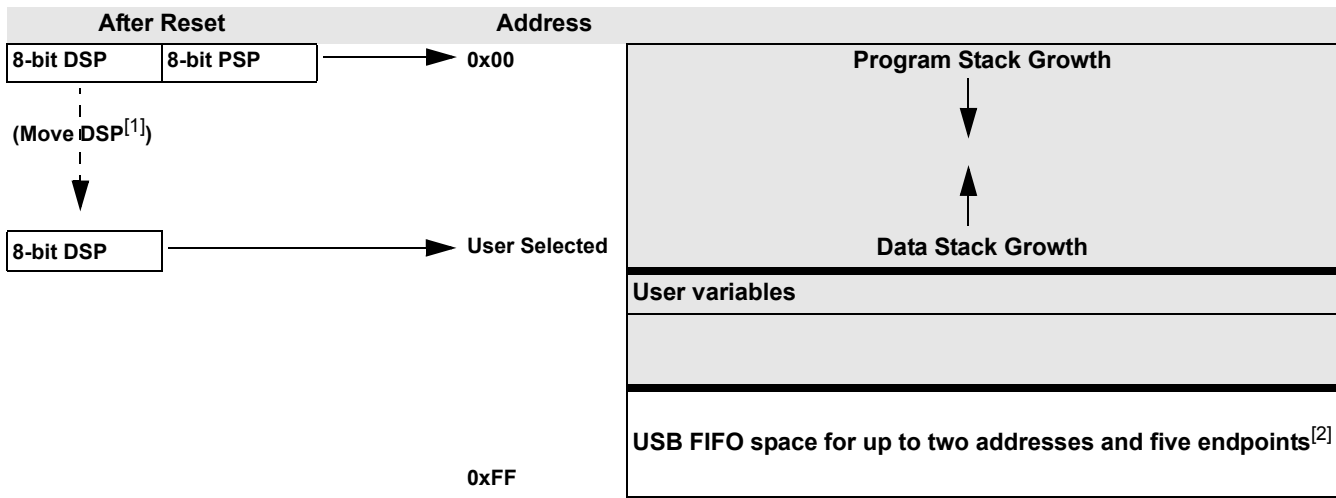 After Reset Address
8-bit DSP 8-bit PSP 0x00 Program Stack Growth
(Move DSP[1])
8-bit DSP User Selected Data Stack Growth
User variables
USB FIFO space for up to two addresses and five endpoints[2]
0xFF